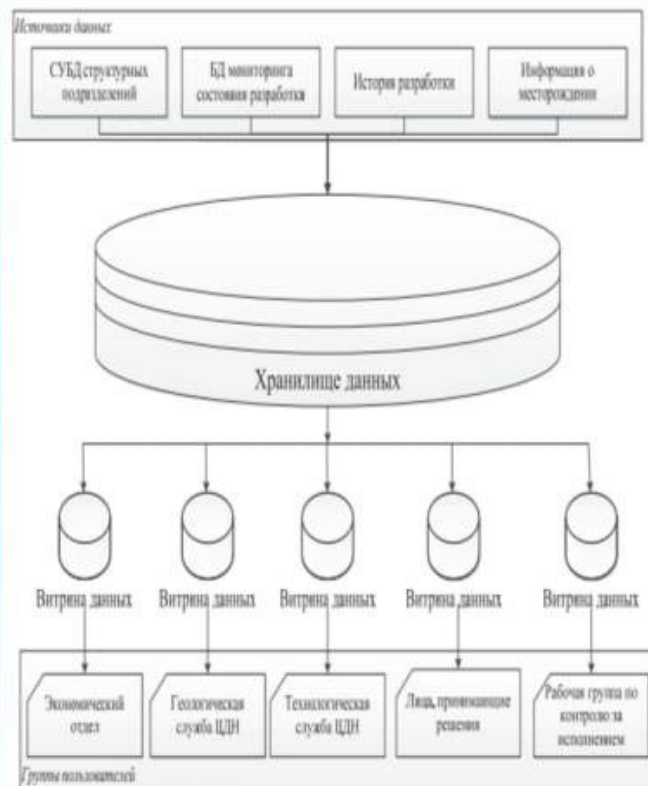 Источники данных
СУБД структурных
подразделений
БД мониторинга
состояния разработка
История разработки
Информация о
месторождении
Хранилище данных
Витрина данных
Витрина данных
Витрина данных
Витрина данных
Витрина данных
Экономический
отдел
Геологическая
служба ЦДН
Технологическая
служба ЦДН
Лица, принимающие
решения
Рабочая группа по
контролю за
исполнением
Группы пользователей